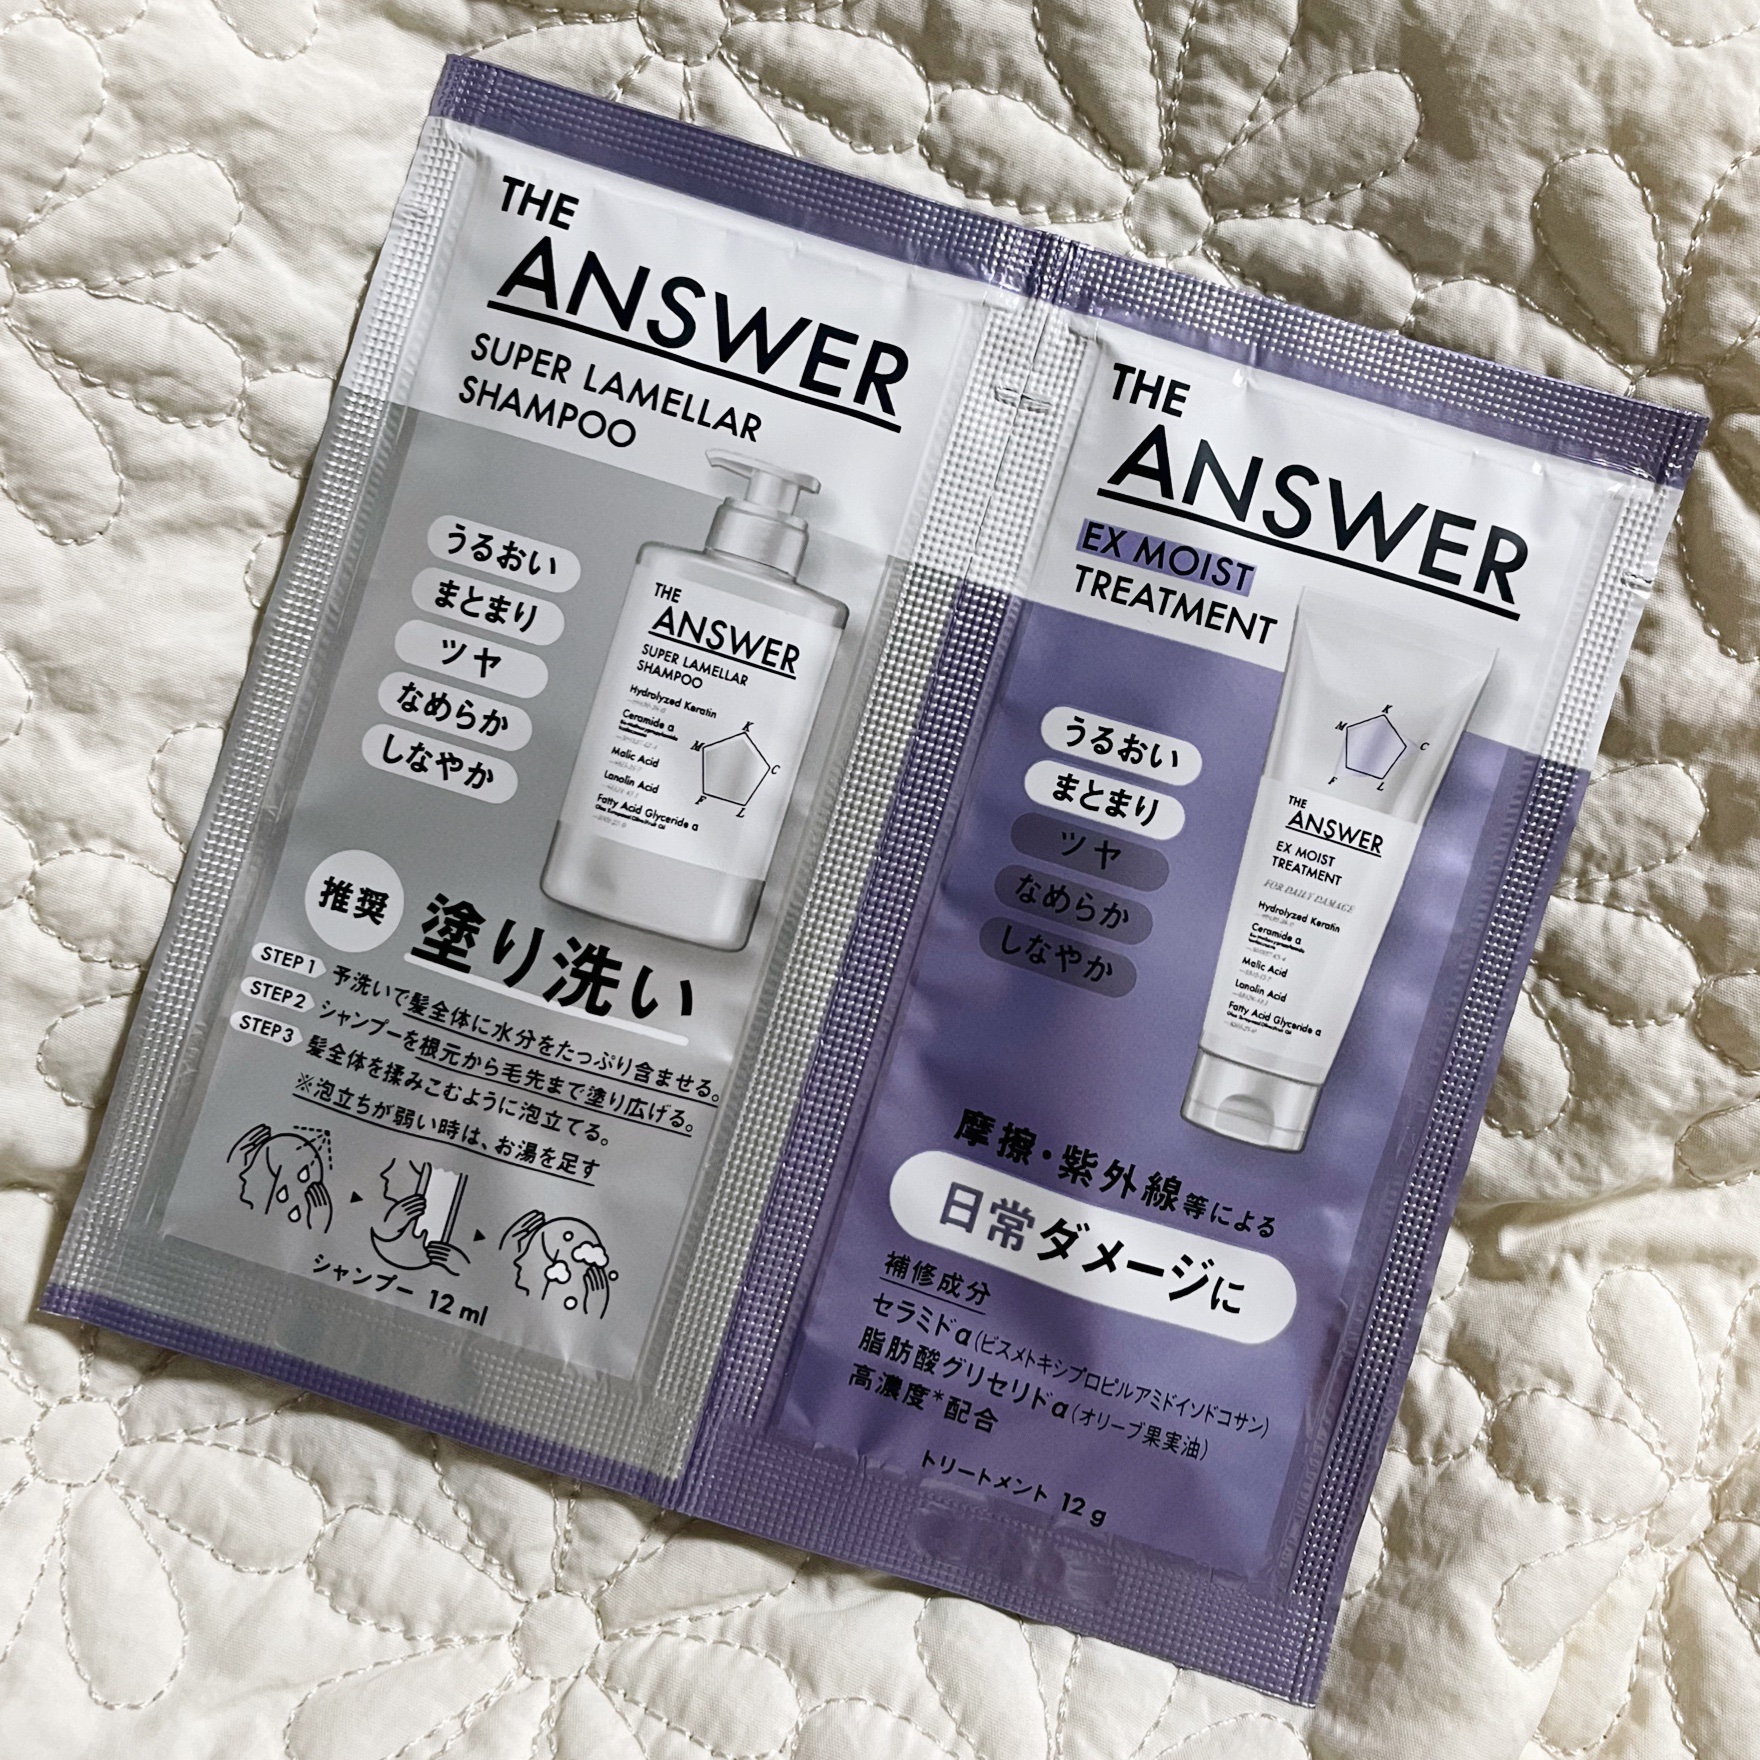 THE
ANSWER
SUPER LAMELLAR
SHAMPOO
うるおい
まとまり
ツヤ
なめらか
しなやか
THE
ANSWER
SUPER LAMELLAR
SHAMPOO
Hydrolyzed Keratin
Ceramide α
Malic Acid
Lanolin Acid
Fatty Acid Glyceride α
K
M
C
F
L
推奨
塗り洗い
STEP 1 予洗いで髪全体に水分をたっぷり含ませる。
STEP 2 シャンプーを根元から毛先まで塗り広げる。
STEP 3 髪全体を揉みこむように泡立てる。
※泡立ちが弱い時は、お湯を足す
シャンプー 12 ml
THE
ANSWER
EX MOIST
TREATMENT
うるおい
まとまり
ツヤ
なめらか
しなやか
K
M
C
F
L
THE
ANSWER
EX MOIST
TREATMENT
FOR DAILY DAMAGE
Hydrolyzed Keratin
Ceramide α
Malic Acid
Lanolin Acid
Fatty Acid Glyceride α
摩擦・紫外線等による
日常ダメージに
補修成分
セラミドα(ビスメトキシプロピルアミドイソドコサン)
脂肪酸グリセリドα(オリーブ果実油)
高濃度*配合
トリートメント 12 g